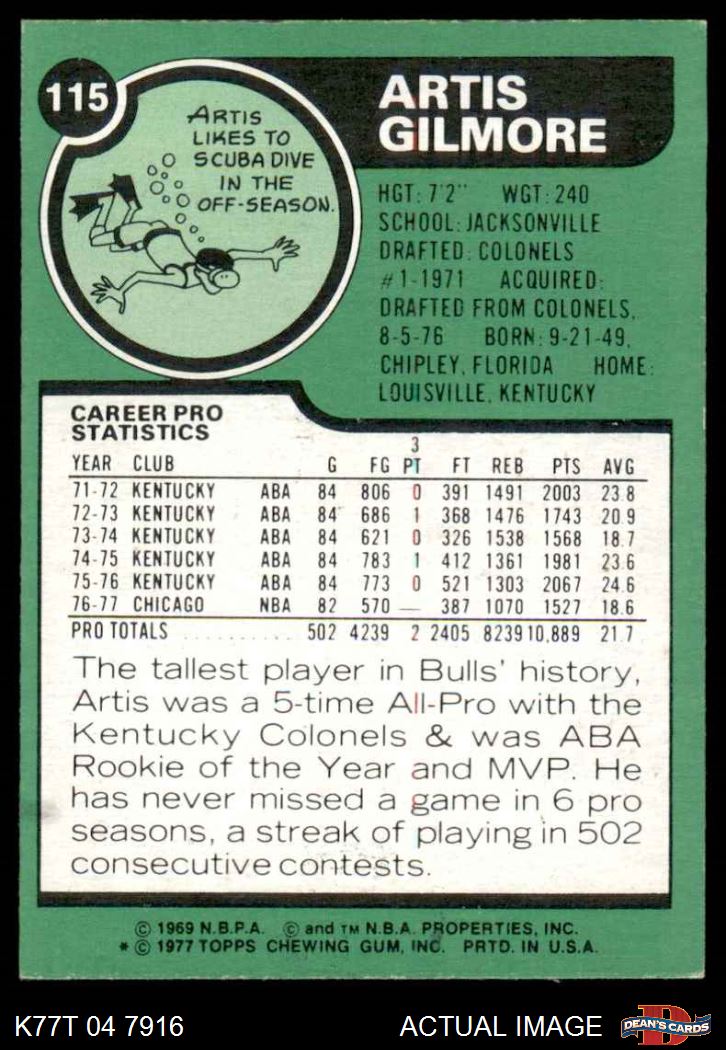 115
ARTIS
LIKES TO
SCUBA DIVE
IN THE
OFF-SEASON.
ARTIS
GILMORE
HGT: 7'2" WGT: 240
SCHOOL: JACKSONVILLE
DRAFTED: COLONELS
#1-1971 ACQUIRED:
DRAFTED FROM COLONELS,
8-5-76 BORN: 9-21-49,
CHIPLEY, FLORIDA HOME:
LOUISVILLE, KENTUCKY
CAREER PRO
STATISTICS
3
YEAR CLUB G FG PT FT REB PTS AVG
71-72 KENTUCKY ABA 84 806 0 391 1491 2003 23.8
72-73 KENTUCKY ABA 84 686 1 368 1476 1743 20.9
73-74 KENTUCKY ABA 84 621 0 326 1538 1568 18.7
74-75 KENTUCKY ABA 84 783 1 412 1361 1981 23.6
75-76 KENTUCKY ABA 84 773 0 521 1303 2067 24.6
76-77 CHICAGO NBA 82 570 — 387 1070 1527 18.6
PRO TOTALS .......... 502 4239 2 2405 8239 10,889 21.7
The tallest player in Bulls' history,
Artis was a 5-time All-Pro with the
Kentucky Colonels & was ABA
Rookie of the Year and MVP. He
has never missed a game in 6 pro
seasons, a streak of playing in 502
consecutive contests.
© 1969 N.B.P.A. © and TM N.B.A. PROPERTIES, INC.
* © 1977 TOPPS CHEWING GUM, INC. PRTD. IN U.S.A.
K77T 04 7916 ACTUAL IMAGE
D
DEAN'S CARDS